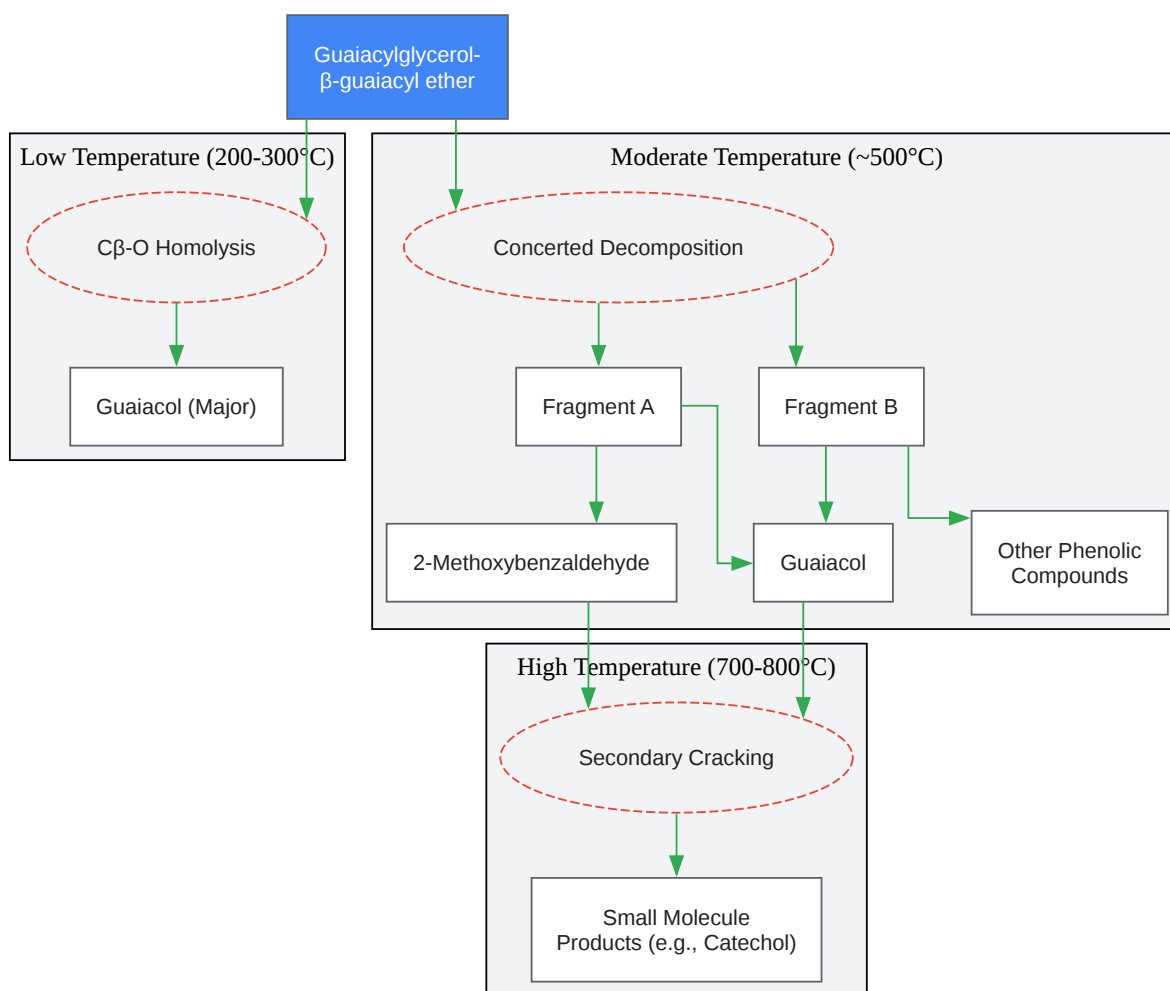 Guaiacylglycerol-
β-guaiacyl ether
Low Temperature (200-300°C)
Moderate Temperature (~500°C)
Cβ-O Homolysis
Concerted Decomposition
Guaiacol (Major)
Fragment A
Fragment B
2-Methoxybenzaldehyde
Guaiacol
Other Phenolic
Compounds
High Temperature (700-800°C)
Secondary Cracking
Small Molecule
Products (e.g., Catechol)